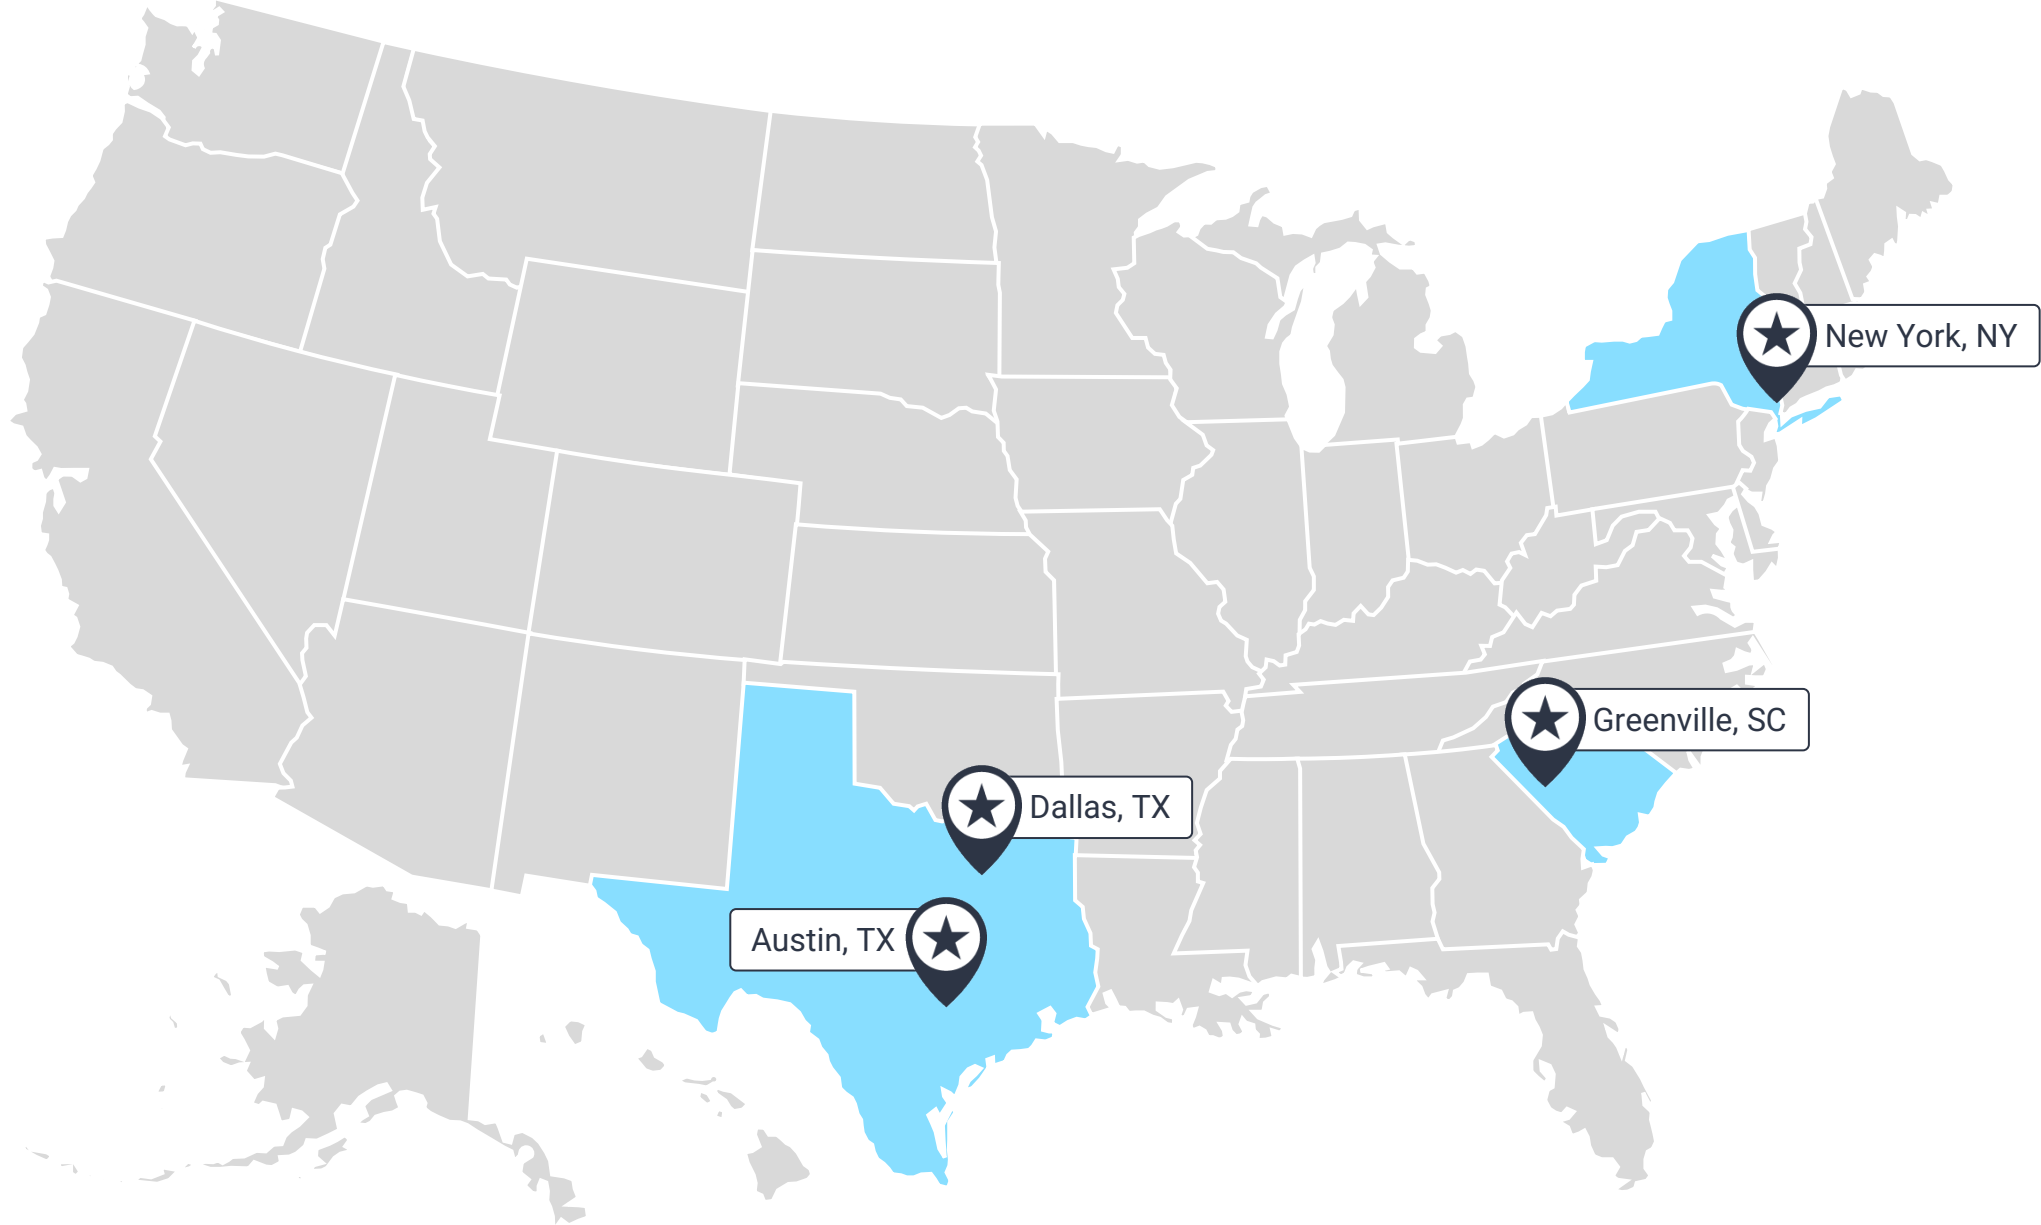 New York, NY
Greenville, SC
Dallas, TX
Austin, TX